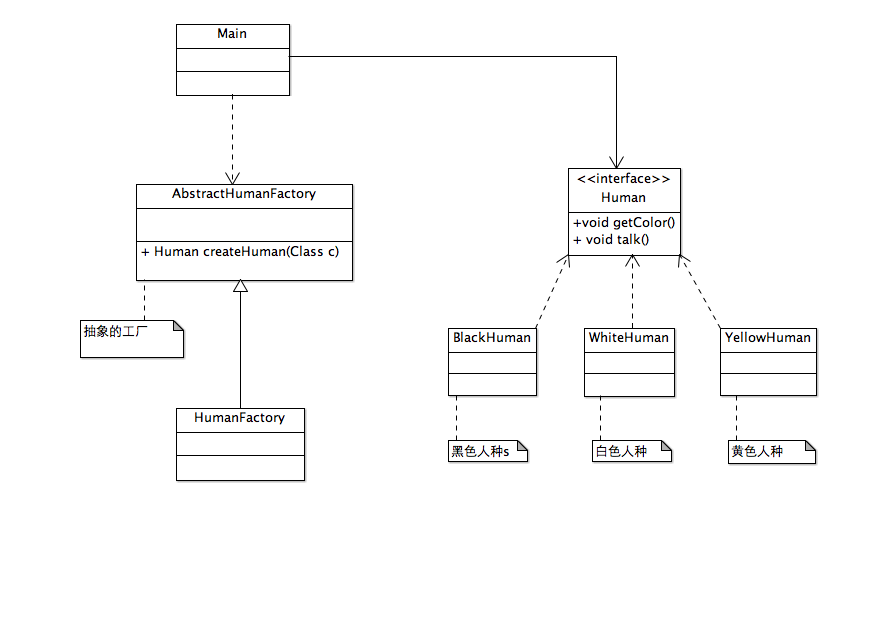 Main
AbstractHumanFactory
+ Human createHuman(Class c)
抽象的工厂
HumanFactory
<<interface>>
Human
+void getColor()
+ void talk()
BlackHuman
WhiteHuman
YellowHuman
黑色人种s
白色人种
黄色人种